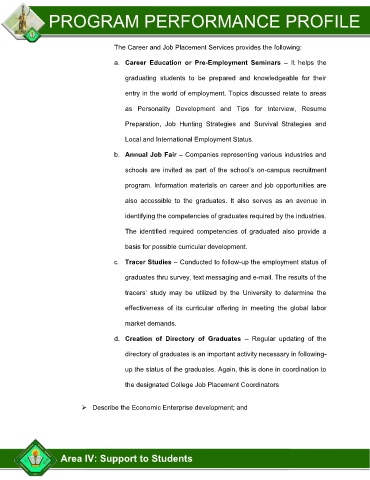 PROGRAM PERFORMANCE PROFILE
The Career and Job Placement Services provides the following:
a. Career Education or Pre-Employment Seminars – It helps the
graduating students to be prepared and knowledgeable for their
entry in the world of employment. Topics discussed relate to areas
as Personality Development and Tips for Interview, Resume
Preparation, Job Hunting Strategies and Survival Strategies and
Local and International Employment Status.
b. Annual Job Fair – Companies representing various industries and
schools are invited as part of the school's on-campus recruitment
program. Information materials on career and job opportunities are
also accessible to the graduates. It also serves as an avenue in
identifying the competencies of graduates required by the industries.
The identified required competencies of graduated also provide a
basis for possible curricular development.
c. Tracer Studies – Conducted to follow-up the employment status of
graduates thru survey, text messaging and e-mail. The results of the
tracers' study may be utilized by the University to determine the
effectiveness of its curricular offering in meeting the global labor
market demands.
d. Creation of Directory of Graduates – Regular updating of the
directory of graduates is an important activity necessary in following-
up the status of the graduates. Again, this is done in coordination to
the designated College Job Placement Coordinators
➢ Describe the Economic Enterprise development; and
Area IV: Support to Students